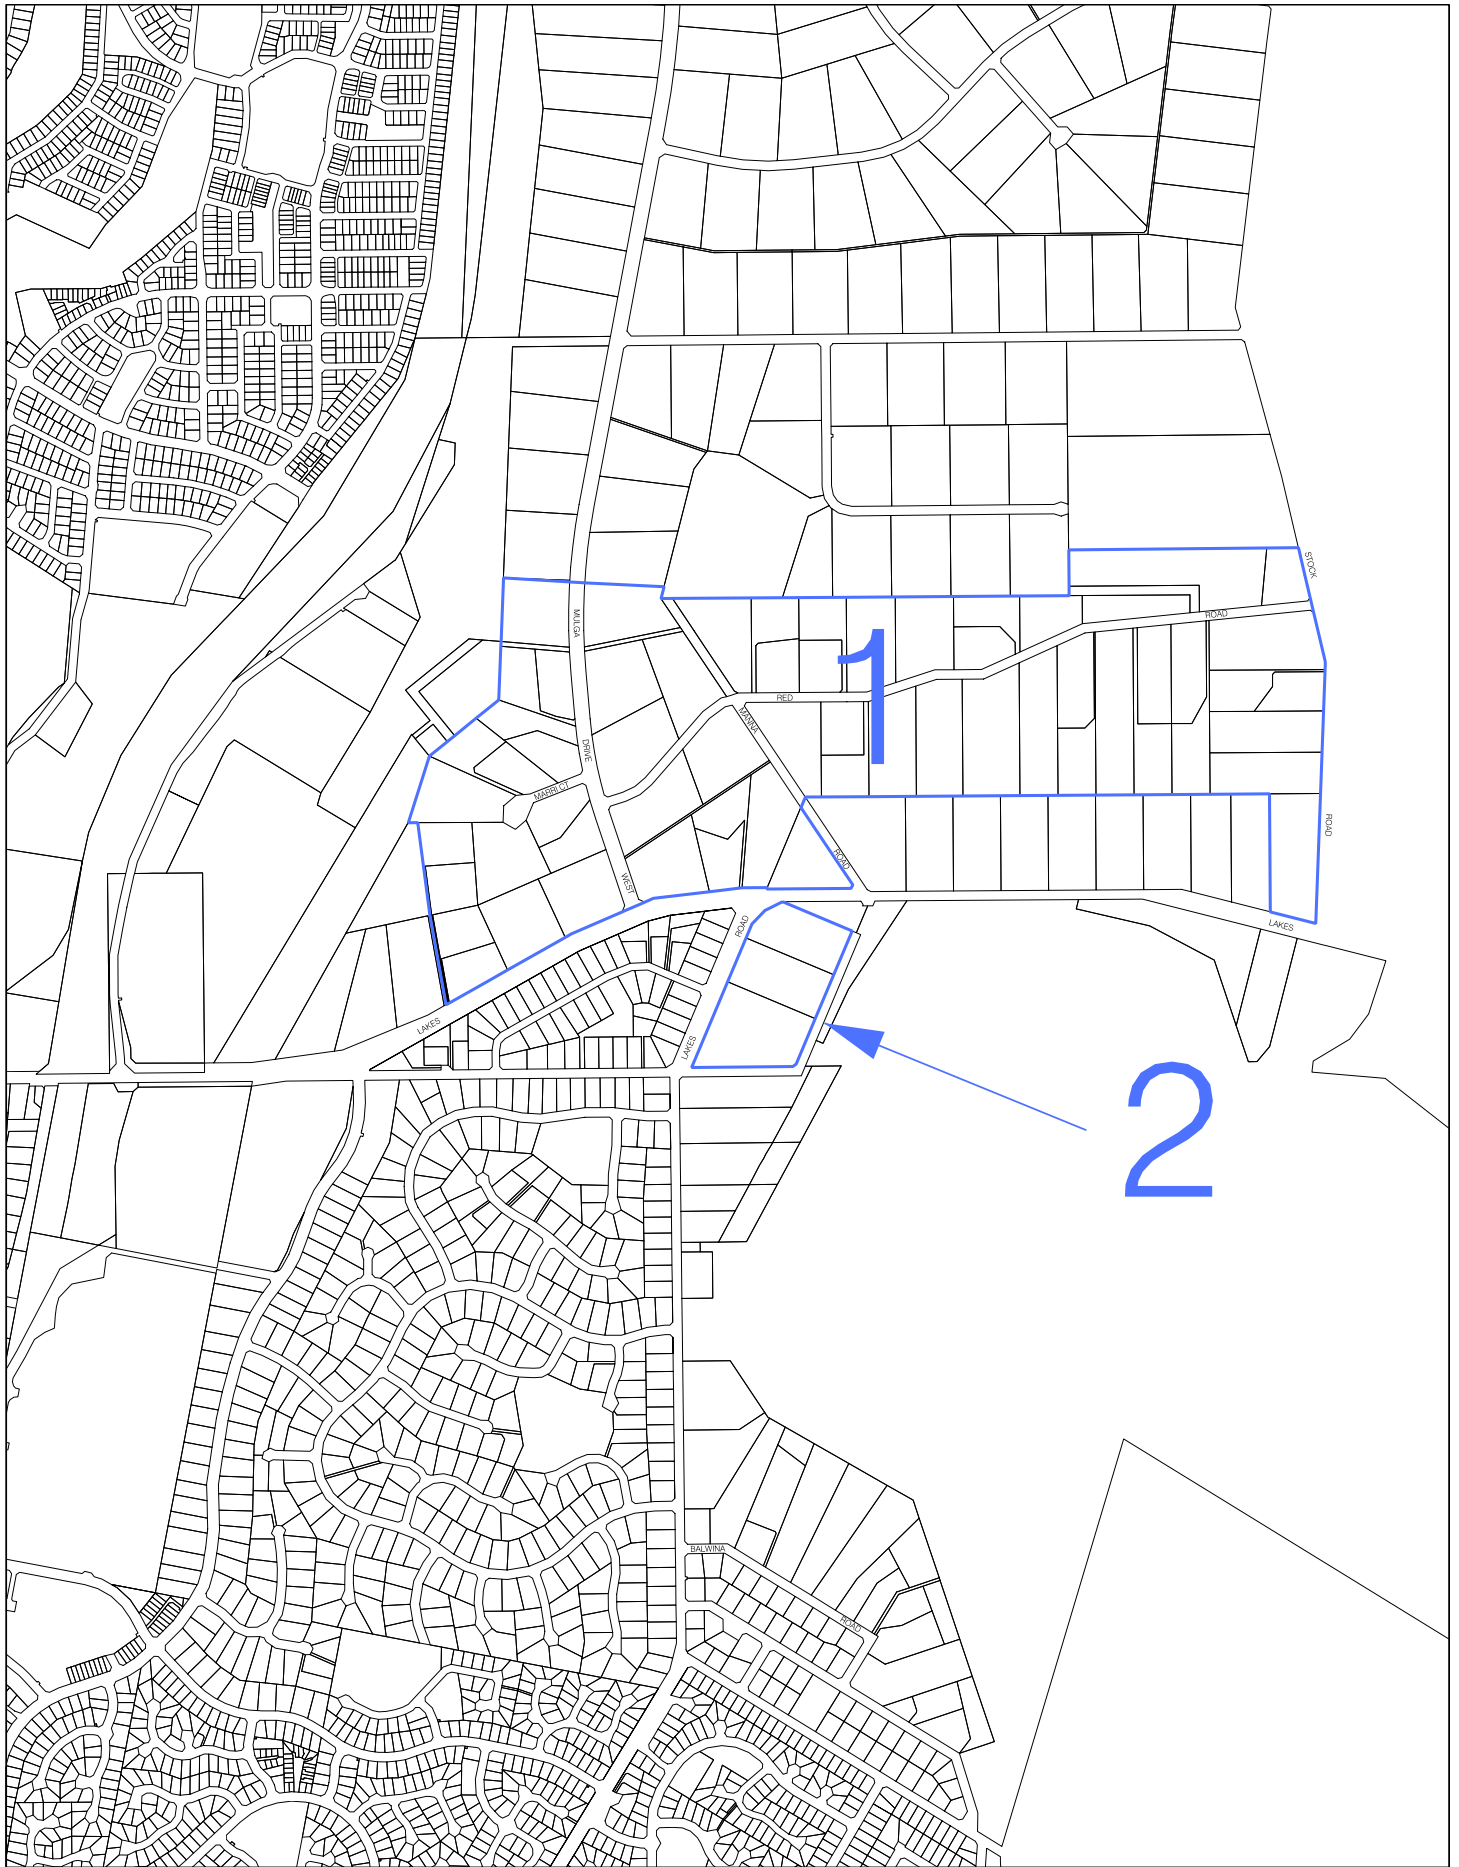 STOCK
MULGA
ROAD
1
RED
MANNA
DRIVE
MARRI CT
ROAD
ROAD
WEST
ROAD
LAKES
LAKES
LAKES
2
BALWINA
ROAD